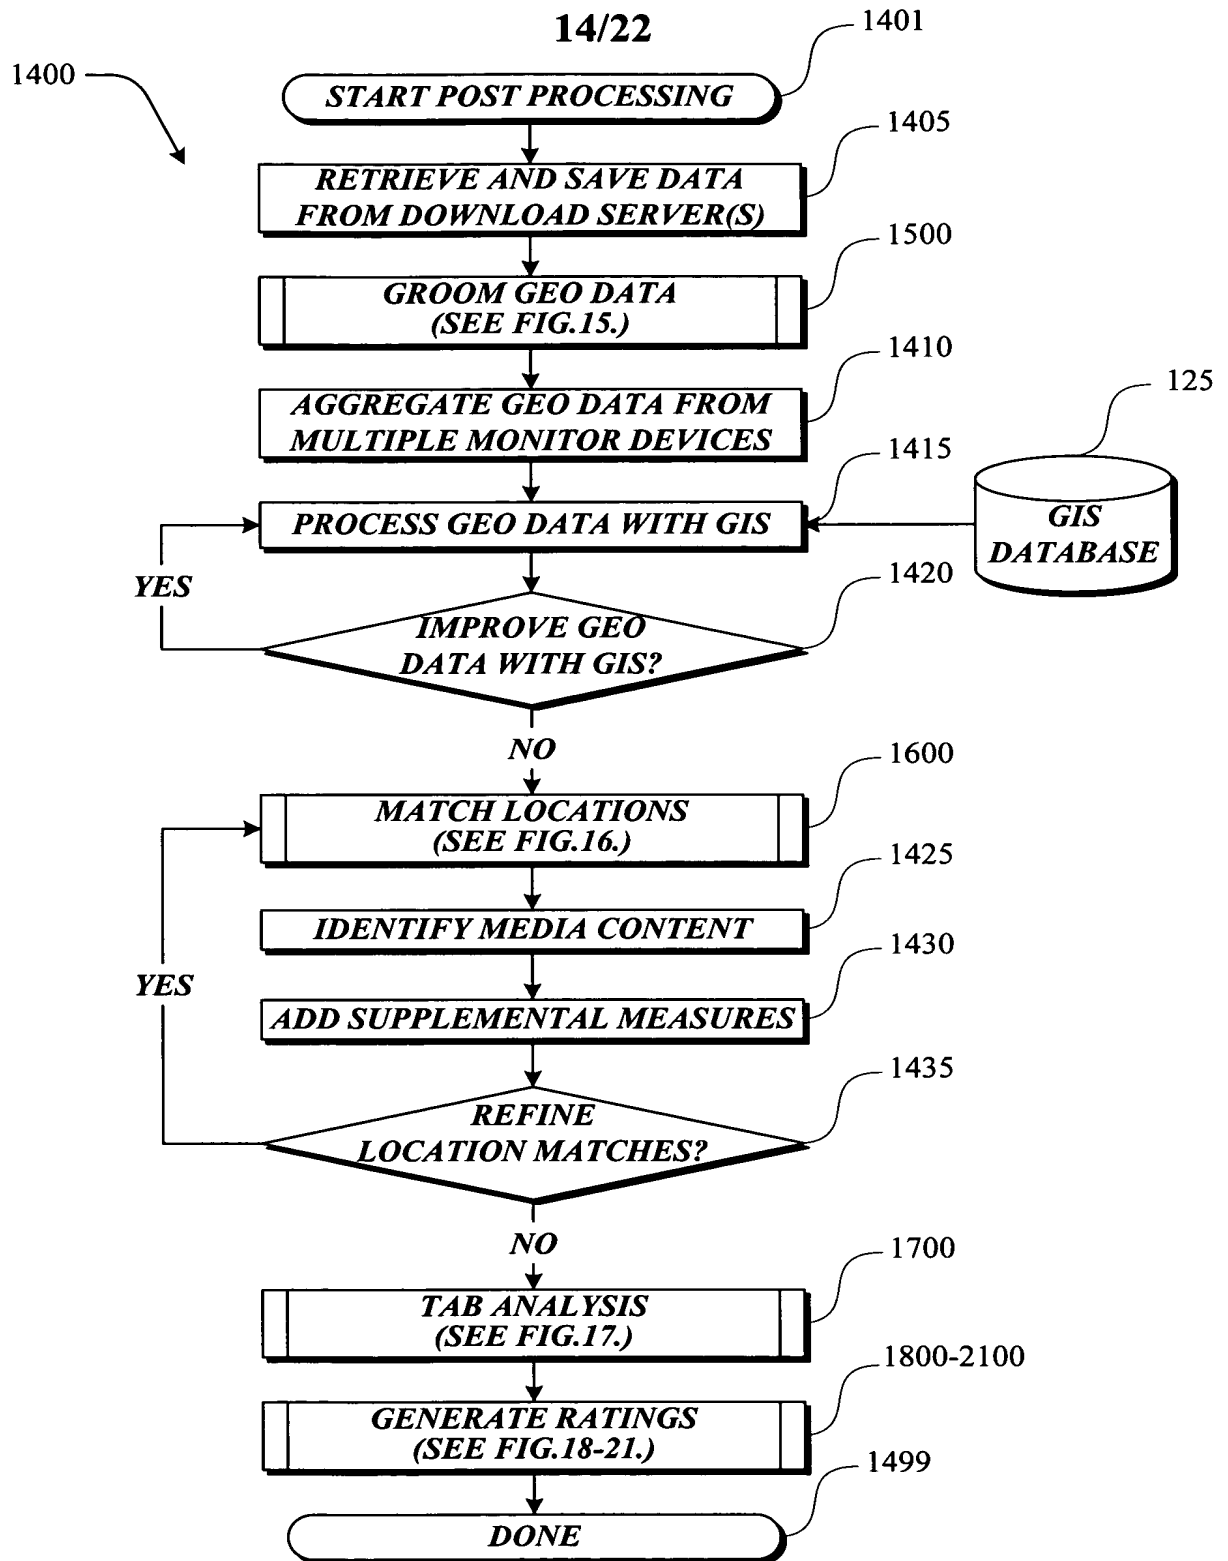 14/22
1401
1400
START POST PROCESSING
1405
RETRIEVE AND SAVE DATA
FROM DOWNLOAD SERVER(S)
1500
GROOM GEO DATA
(SEE FIG.15.)
1410
AGGREGATE GEO DATA FROM
MULTIPLE MONITOR DEVICES
125
1415
PROCESS GEO DATA WITH GIS
GIS
DATABASE
1420
YES
IMPROVE GEO
DATA WITH GIS?
NO
1600
MATCH LOCATIONS
(SEE FIG.16.)
1425
IDENTIFY MEDIA CONTENT
1430
YES
ADD SUPPLEMENTAL MEASURES
1435
REFINE
LOCATION MATCHES?
NO
1700
TAB ANALYSIS
(SEE FIG.17.)
1800-2100
GENERATE RATINGS
(SEE FIG.18-21.)
1499
DONE